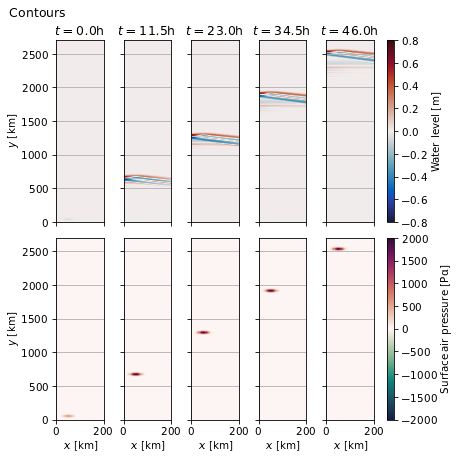 Contours
t = 0.0h
t = 11.5h
t = 23.0h
t = 34.5h
t = 46.0h
2500
2000
1500
1000
500
0
y [km]
0.8
0.6
0.4
0.2
0.0
−0.2
−0.4
−0.6
−0.8
Water level [m]
2500
2000
1500
1000
500
0
y [km]
0 200
0 200
0 200
0 200
0 200
x [km]
x [km]
x [km]
x [km]
x [km]
2000
1500
1000
500
0
−500
−1000
−1500
−2000
Surface air pressure [Pa]